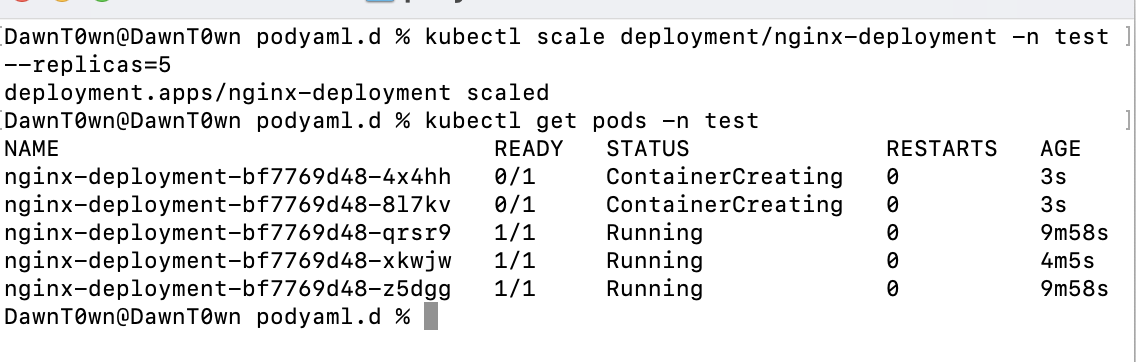 [DawnT0wn@DawnT0wn podyaml.d % kubectl scale deployment/nginx-deployment -n test ]
--replicas=5
deployment.apps/nginx-deployment scaled
[DawnT0wn@DawnT0wn podyaml.d % kubectl get pods -n test ]
NAME READY STATUS RESTARTS AGE
nginx-deployment-bf7769d48-4x4hh 0/1 ContainerCreating 0 3s
nginx-deployment-bf7769d48-8l7kv 0/1 ContainerCreating 0 3s
nginx-deployment-bf7769d48-qrsr9 1/1 Running 0 9m58s
nginx-deployment-bf7769d48-xkwjw 1/1 Running 0 4m5s
nginx-deployment-bf7769d48-z5dgg 1/1 Running 0 9m58s
DawnT0wn@DawnT0wn podyaml.d %